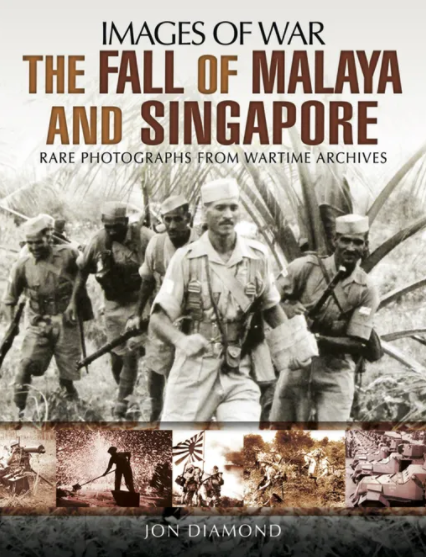 IMAGES OF WAR
THE FALL OF MALAYA
AND SINGAPORE
RARE PHOTOGRAPHS FROM WARTIME ARCHIVES
JON DIAMOND